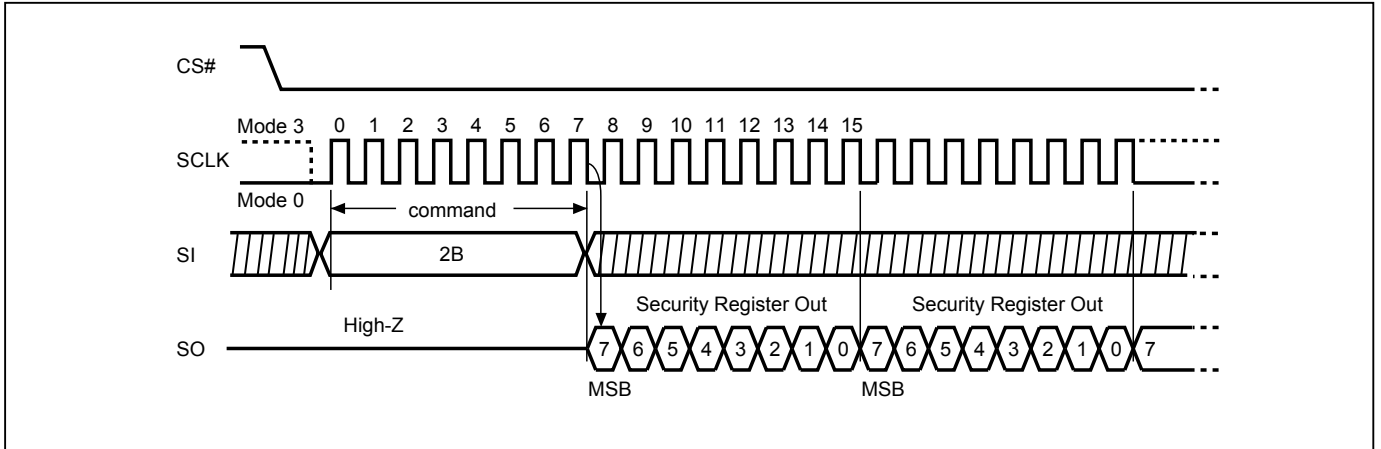 CS#
Mode 3 0 1 2 3 4 5 6 7 8 9 10 11 12 13 14 15
SCLK
Mode 0
command
SI 2B
Security Register Out Security Register Out
High-Z
SO 7 6 5 4 3 2 1 0 7 6 5 4 3 2 1 0 7
MSB MSB